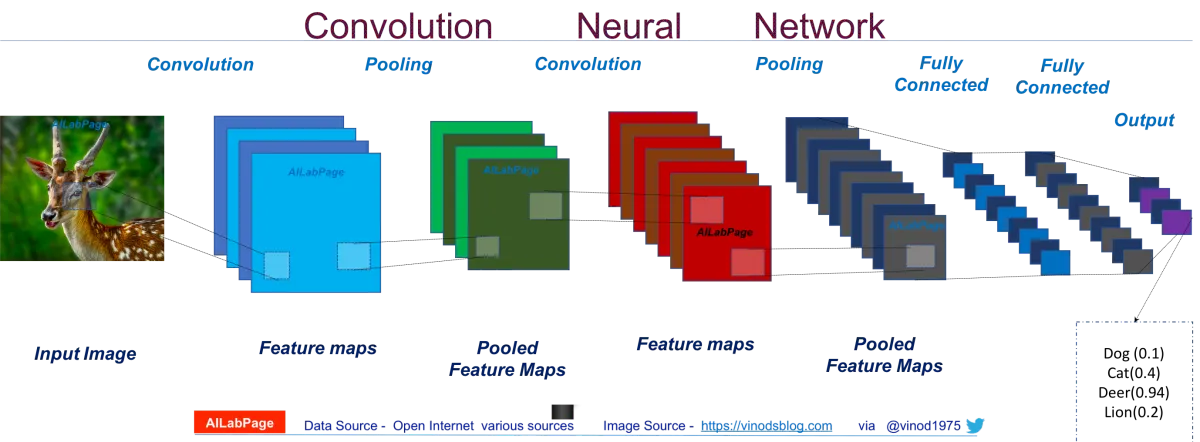 Convolution Neural Network
Convolution
Pooling
Convolution
Pooling
Fully
Connected
Fully
Connected
Output
AILabPage
AILabPage
AILabPage
AILabPage
AILabPage
Input Image
Feature maps
Pooled
Feature Maps
Feature maps
Pooled
Feature Maps
Dog (0.1)
Cat(0.4)
Deer(0.94)
Lion(0.2)
AILabPage
Data Source - Open Internet various sources
Image Source - https://vinodsblog.com
via @vinod1975